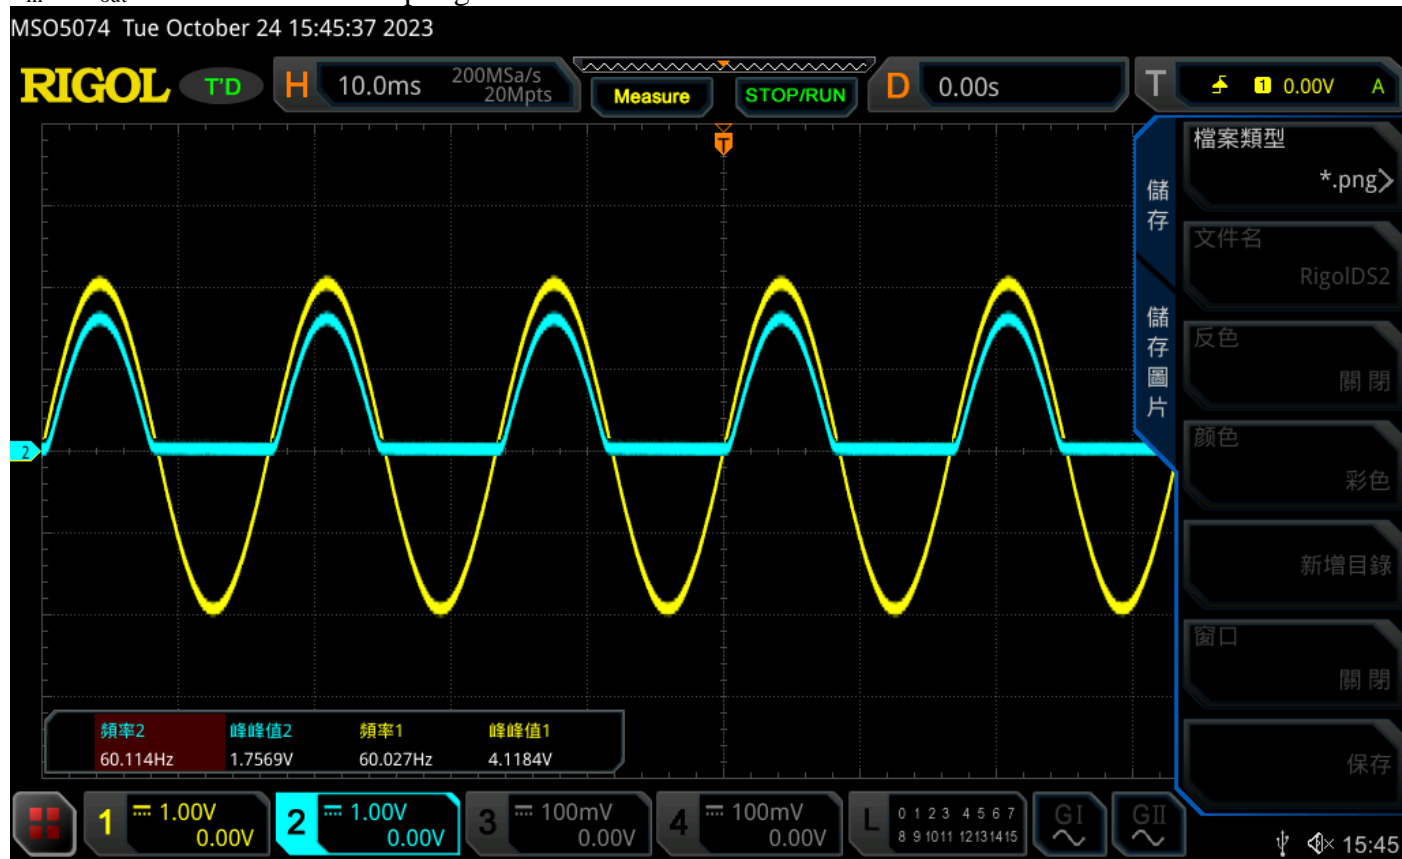 in out
MSO5074 Tue October 24 15:45:37 2023
RIGOL T'D H 10.0ms 200MSa/s 20Mpts Measure STOP/RUN D 0.00s T 1 0.00V A
T
檔案類型
*.png>
儲存
文件名
RigolDS2
儲存圖片
反色
關閉
颜色
彩色
2
新增目錄
窗口
關閉
頻率2 峰峰值2 頻率1 峰峰值1
60.114Hz 1.7569V 60.027Hz 4.1184V
保存
1 1.00V 2 1.00V 3 100mV 4 100mV L 0 1 2 3 4 5 6 7 GI GII
0.00V 0.00V 0.00V 0.00V 8 9 10 11 12 13 14 15
15:45